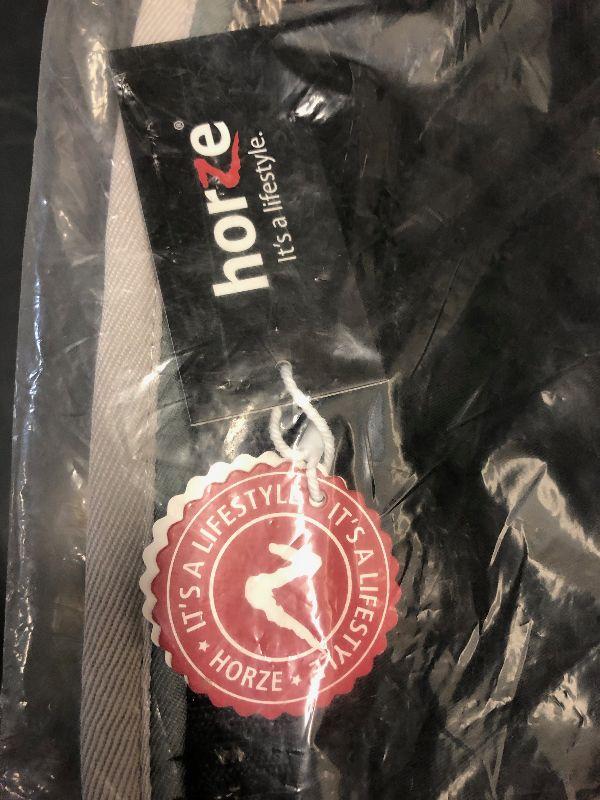 horze®
It's a lifestyle.
IT'S A LIFESTYLE IT'S A LIFESTYLE
★ HORZE ★